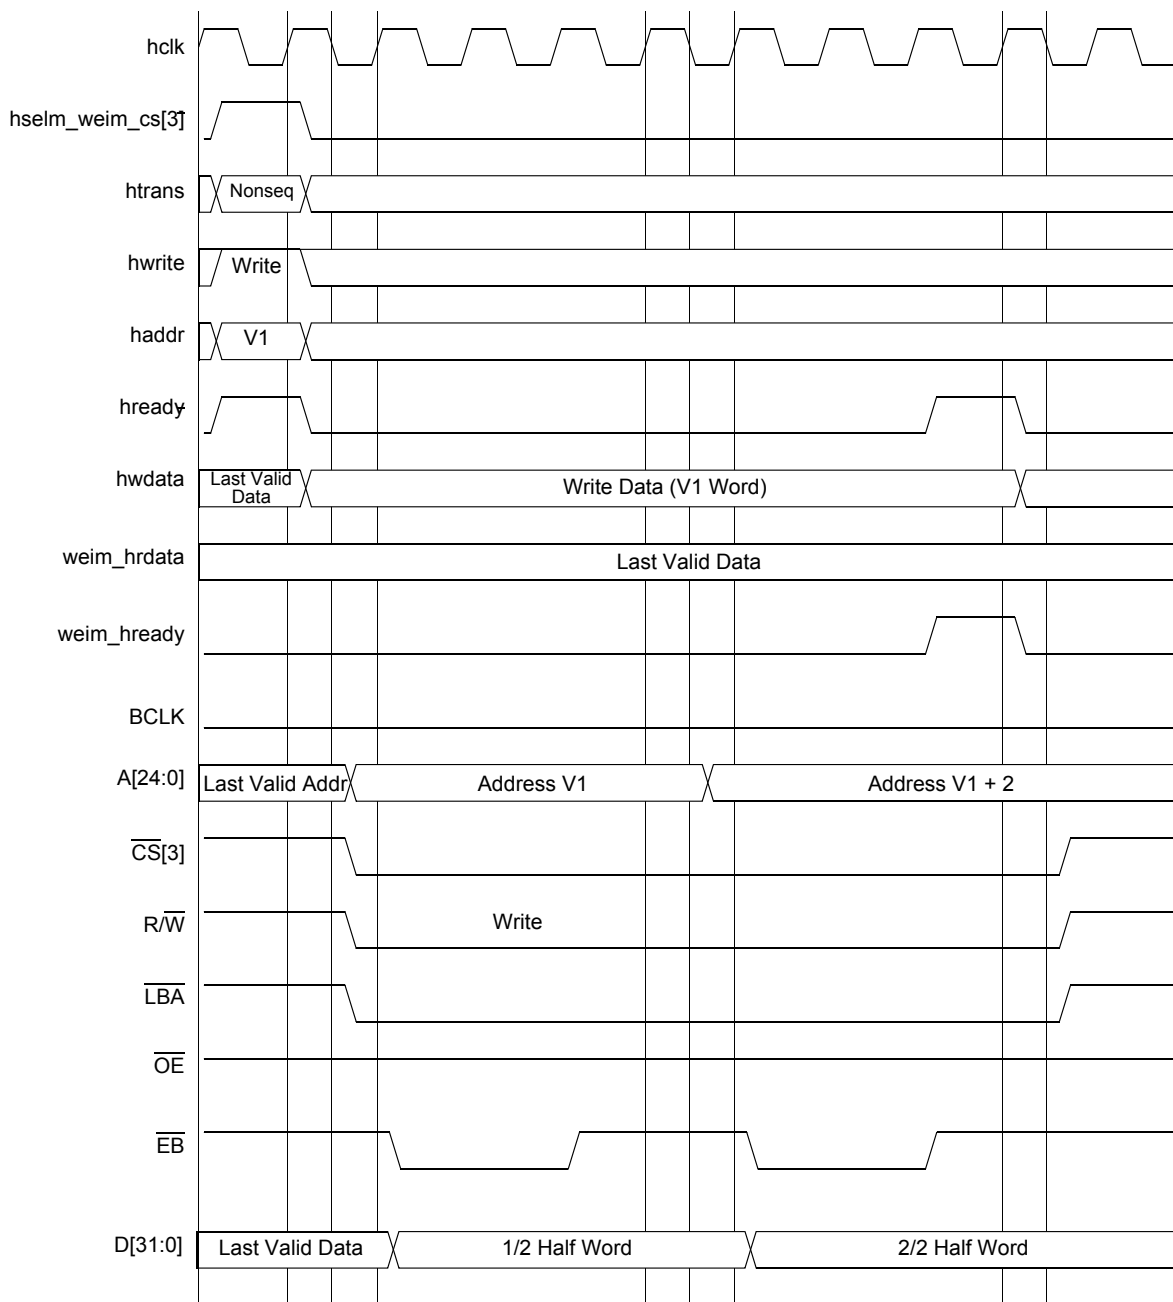 hclk
hselm_weim_cs[3]
htrans
Nonseq
hwrite
Write
haddr
V1
hready
hwdata
Last Valid
Data
Write Data (V1 Word)
weim_hrdata
Last Valid Data
weim_hready
BCLK
A[24:0]
Last Valid Addr
Address V1
Address V1 + 2
CS[3]
R/W
Write
LBA
OE
EB
D[31:0]
Last Valid Data
1/2 Half Word
2/2 Half Word